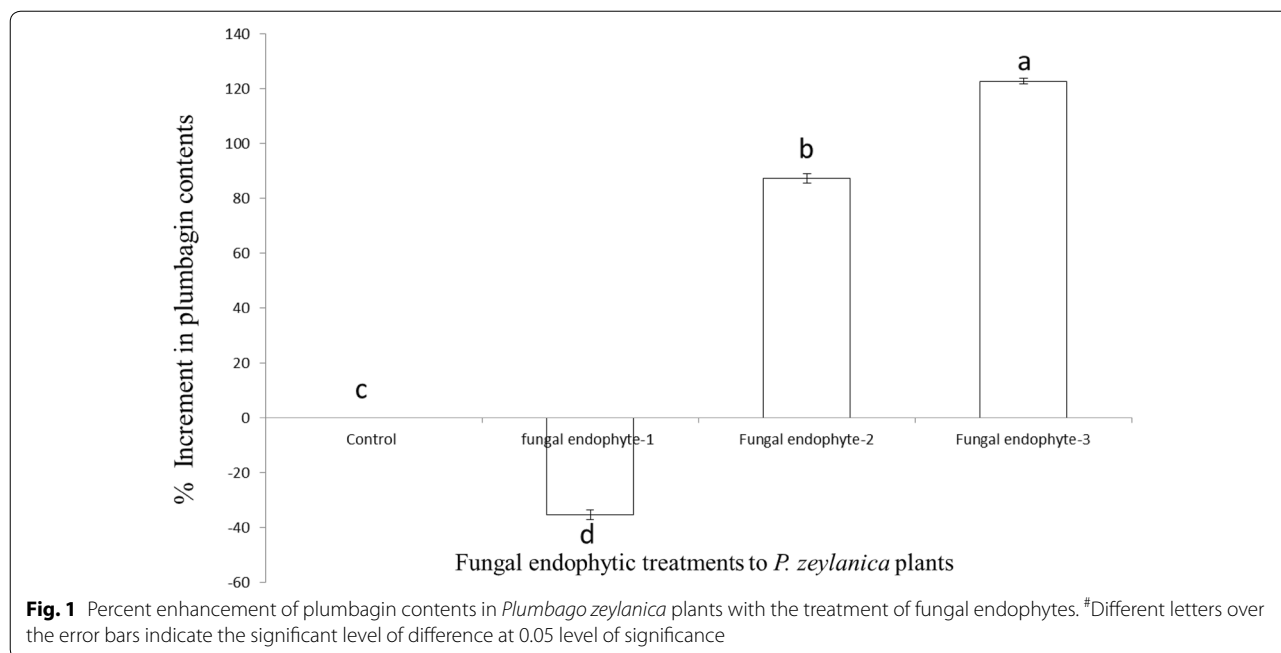 140
120
100
80
60
40
20
0
-20
-40
-60
% Increment in plumbagin contents
c
d
b
a
Control
fungal endophyte-1
Fungal endophyte-2
Fungal endophyte-3
Fungal endophytic treatments to P. zeylanica plants
Fig. 1 Percent enhancement of plumbagin contents in Plumbago zeylanica plants with the treatment of fungal endophytes. #Different letters over
the error bars indicate the significant level of difference at 0.05 level of significance